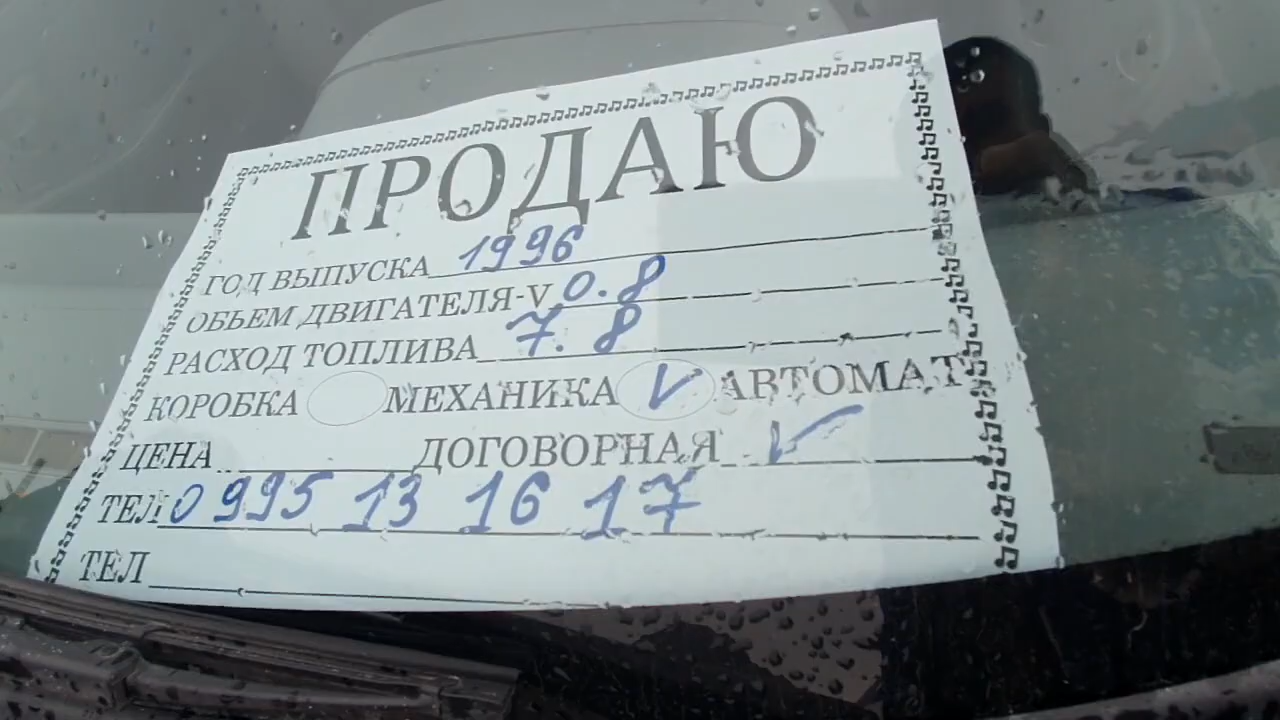 ПРОДАЮ
ГОД ВЫПУСКА 1996
ОБЬЕМ ДВИГАТЕЛЯ-V 0.8
РАСХОД ТОПЛИВА 7.8
КОРОБКА МЕХАНИКА V АВТОМАТ
ЦЕНА ДОГОВОРНАЯ V
ТЕЛ 0 995 13 16 17
ТЕЛ